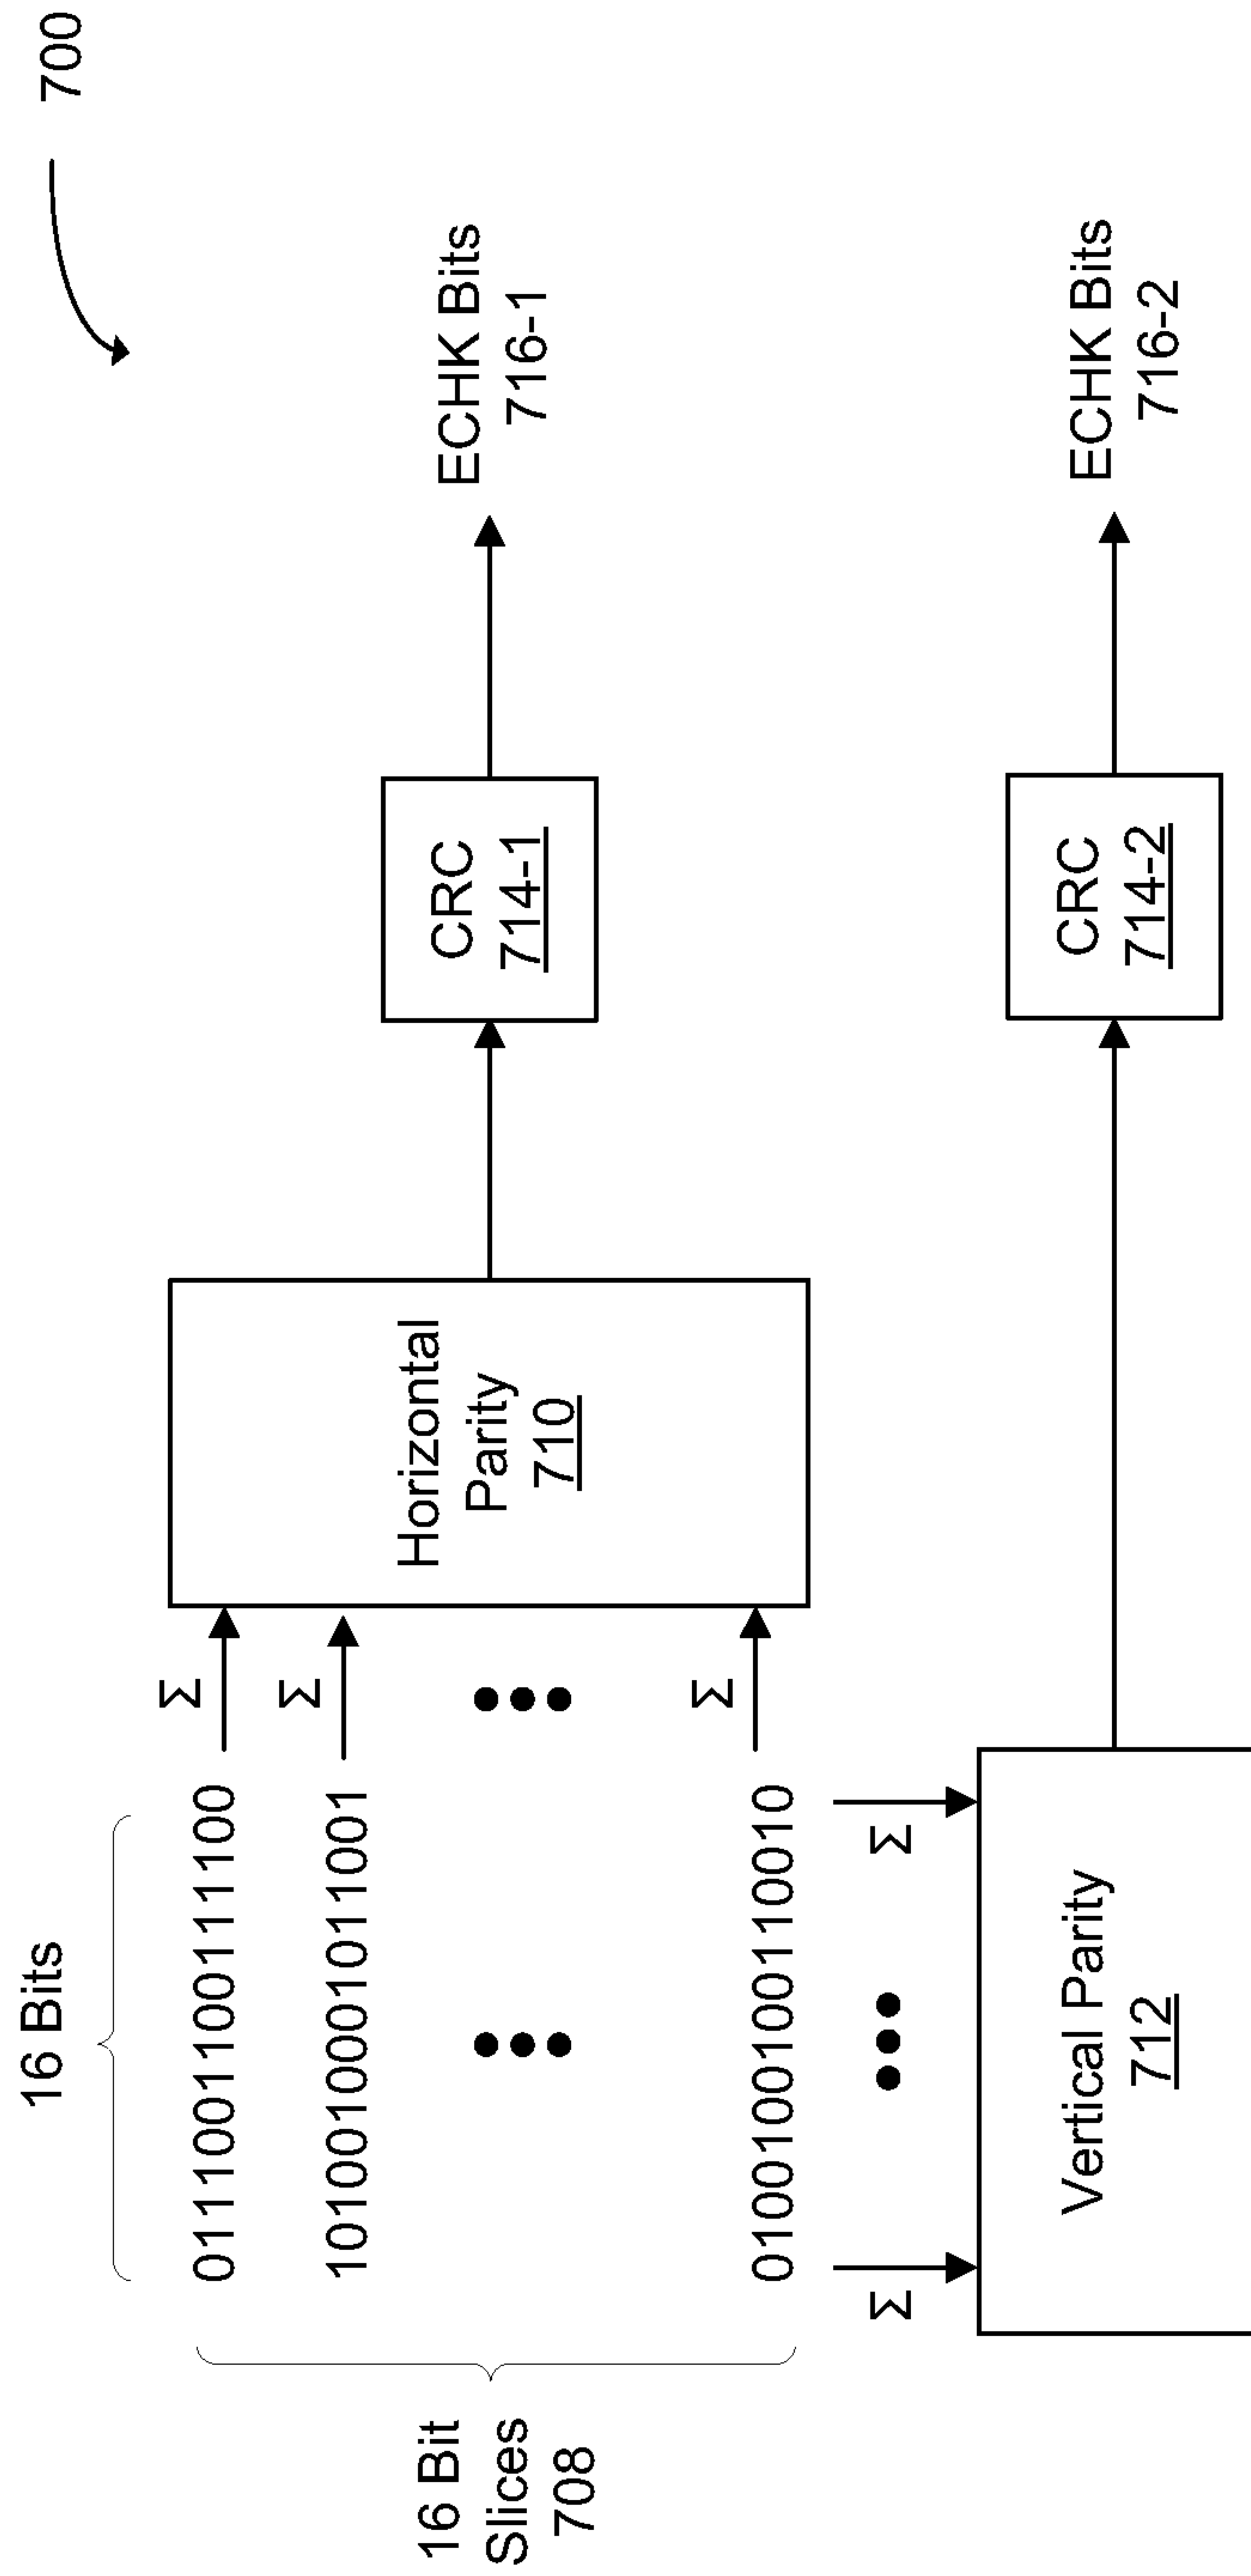 700
16 Bits
0111001100111100
Σ
1010010001011001
Σ
16 Bit
Slices
708
0100100100110010
Σ
Horizontal
Parity
710
CRC
714-1
ECHK Bits
716-1
Σ
Σ
Vertical Parity
712
CRC
714-2
ECHK Bits
716-2